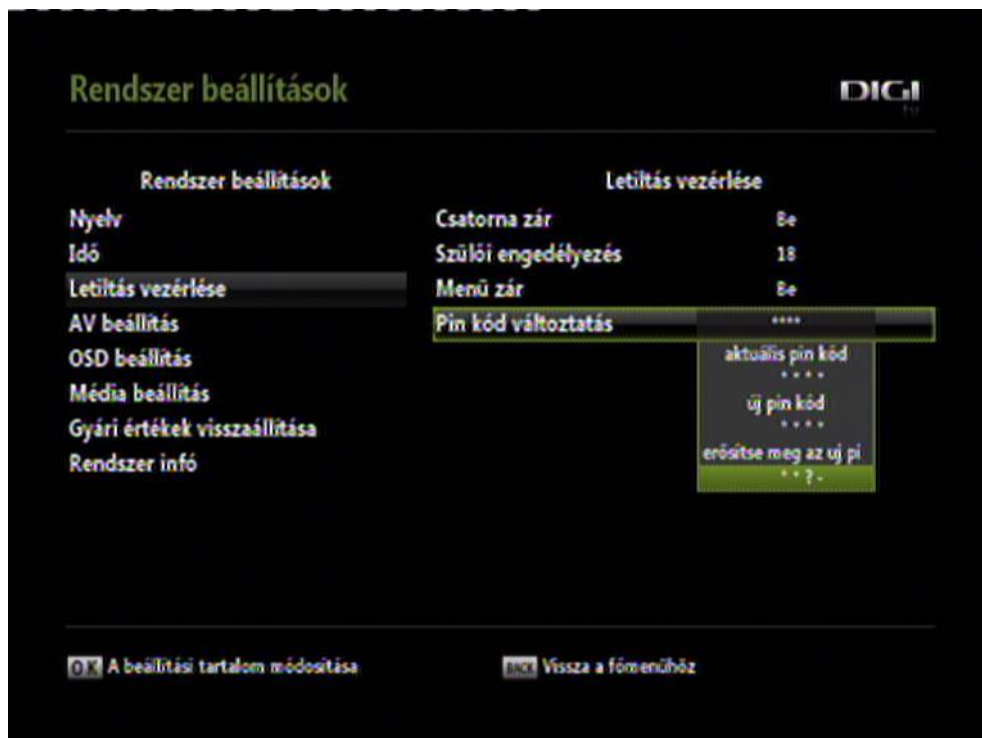 Rendszer beállítások
DIGI
tv
Rendszer beállítások
Nyelv
Idő
Letiltás vezérlése
AV beállítás
OSD beállítás
Média beállítás
Gyári értékek visszaállítása
Rendszer infó
Letiltás vezérlése
Csatorna zár Be
Szülői engedélyezés 18
Menü zár Be
Pin kód változtatás ****
aktuális pin kód
* * * *
új pin kód
* * * *
erősítse meg az uj pi
* * ? -
OK A beállítási tartalom módosítása
BACK Vissza a főmenühöz